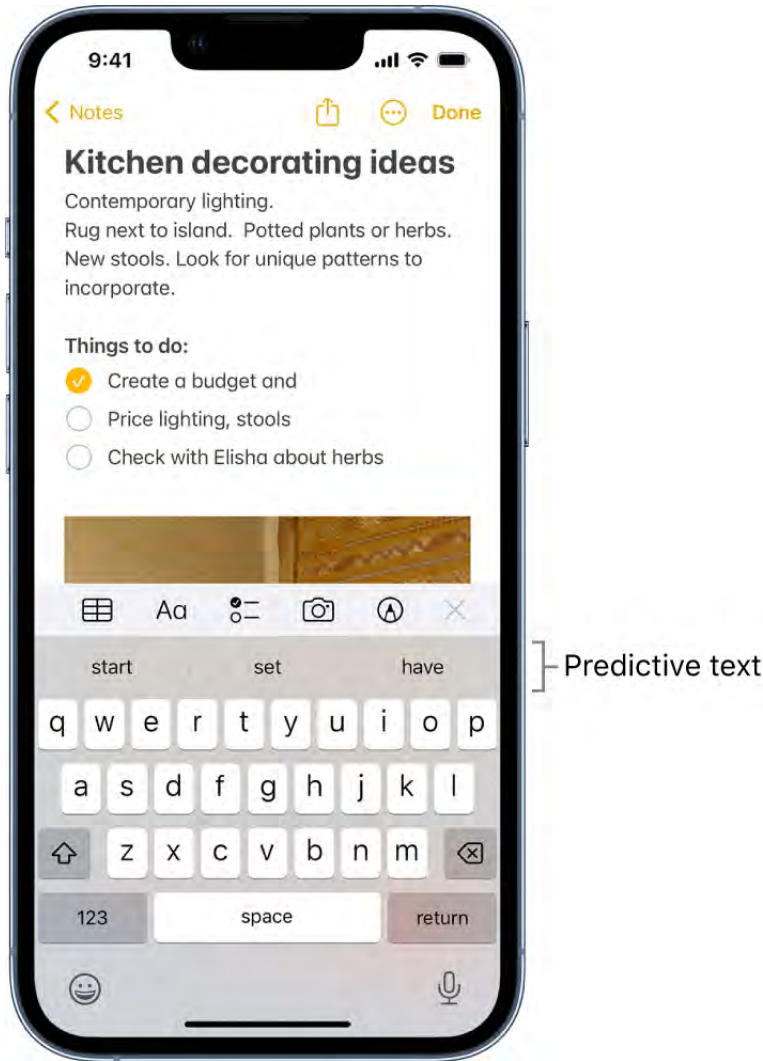 9:41
Notes
Done
Kitchen decorating ideas
Contemporary lighting.
Rug next to island.  Potted plants or herbs.
New stools. Look for unique patterns to
incorporate.
Things to do:
Create a budget and
Price lighting, stools
Check with Elisha about herbs
Aa
start set have
Predictive text
q w e r t y u i o p
a s d f g h j k l
z x c v b n m
123 space return